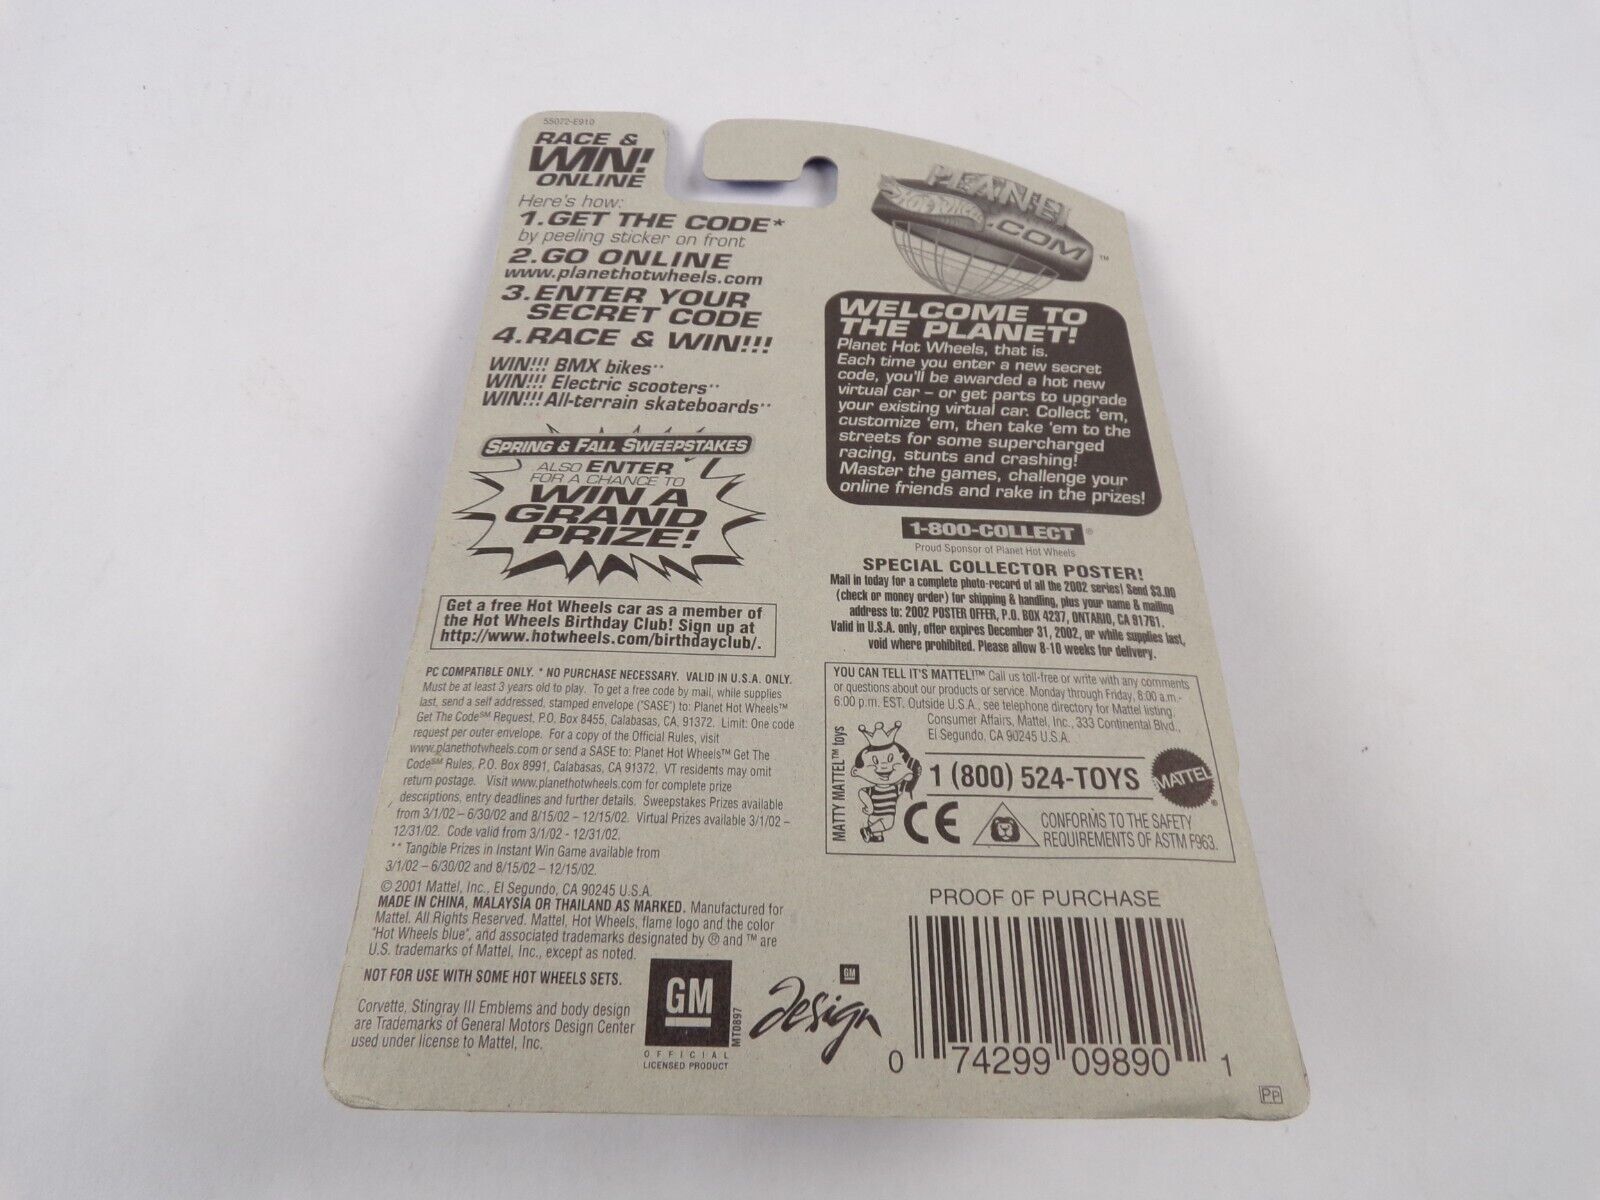 55072-E910
RACE &
WIN!
ONLINE
Here's how:
1.GET THE CODE*
by peeling sticker on front
2.GO ONLINE
www.planethotwheels.com
3.ENTER YOUR
SECRET CODE
4.RACE & WIN!!!
WIN!!! BMX bikes**
WIN!!! Electric scooters**
WIN!!! All-terrain skateboards**
SPRING & FALL SWEEPSTAKES
ALSO ENTER
FOR A CHANCE TO
WIN A
GRAND
PRIZE!
Get a free Hot Wheels car as a member of
the Hot Wheels Birthday Club! Sign up at
http://www.hotwheels.com/birthdayclub/.
PC COMPATIBLE ONLY. * NO PURCHASE NECESSARY. VALID IN U.S.A. ONLY.
Must be at least 3 years old to play. To get a free code by mail, while supplies
last, send a self addressed, stamped envelope ("SASE") to: Planet Hot Wheels™
Get The Code℠ Request, P.O. Box 8455, Calabasas, CA, 91372. Limit: One code
request per outer envelope. For a copy of the Official Rules, visit
www.planethotwheels.com or send a SASE to: Planet Hot Wheels™ Get The
Code℠ Rules, P.O. Box 8991, Calabasas, CA 91372. VT residents may omit
return postage. Visit www.planethotwheels.com for complete prize
descriptions, entry deadlines and further details. Sweepstakes Prizes available
from 3/1/02 – 6/30/02 and 8/15/02 – 12/15/02. Virtual Prizes available 3/1/02 –
12/31/02. Code valid from 3/1/02 - 12/31/02.
** Tangible Prizes in Instant Win Game available from
3/1/02 – 6/30/02 and 8/15/02 – 12/15/02.
© 2001 Mattel, Inc., El Segundo, CA 90245 U.S.A.
MADE IN CHINA, MALAYSIA OR THAILAND AS MARKED. Manufactured for
Mattel. All Rights Reserved. Mattel, Hot Wheels, flame logo and the color
"Hot Wheels blue", and associated trademarks designated by ® and ™ are
U.S. trademarks of Mattel, Inc., except as noted.
NOT FOR USE WITH SOME HOT WHEELS SETS.
Corvette, Stingray III Emblems and body design
are Trademarks of General Motors Design Center
used under license to Mattel, Inc.
GM
OFFICIAL
LICENSED PRODUCT
MT0897
GM
Design
PLANET
HOT WHEELS
.COM™
WELCOME TO
THE PLANET!
Planet Hot Wheels, that is.
Each time you enter a new secret
code, you'll be awarded a hot new
virtual car – or get parts to upgrade
your existing virtual car. Collect 'em,
customize 'em, then take 'em to the
streets for some supercharged
racing, stunts and crashing!
Master the games, challenge your
online friends and rake in the prizes!
1-800-COLLECT®
Proud Sponsor of Planet Hot Wheels
SPECIAL COLLECTOR POSTER!
Mail in today for a complete photo-record of all the 2002 series! Send $3.00
(check or money order) for shipping & handling, plus your name & mailing
address to: 2002 POSTER OFFER, P.O. BOX 4237, ONTARIO, CA 91761.
Valid in U.S.A. only, offer expires December 31, 2002, or while supplies last,
void where prohibited. Please allow 8-10 weeks for delivery.
YOU CAN TELL IT'S MATTEL!™ Call us toll-free or write with any comments
or questions about our products or service. Monday through Friday, 8:00 a.m.-
6:00 p.m. EST. Outside U.S.A., see telephone directory for Mattel listing.
Consumer Affairs, Mattel, Inc., 333 Continental Blvd.,
El Segundo, CA 90245 U.S.A.
MATTY MATTEL™ toys
1 (800) 524-TOYS
MATTEL®
CE
CONFORMS TO THE SAFETY
REQUIREMENTS OF ASTM F963.
PROOF OF PURCHASE
0 74299 09890 1
PP